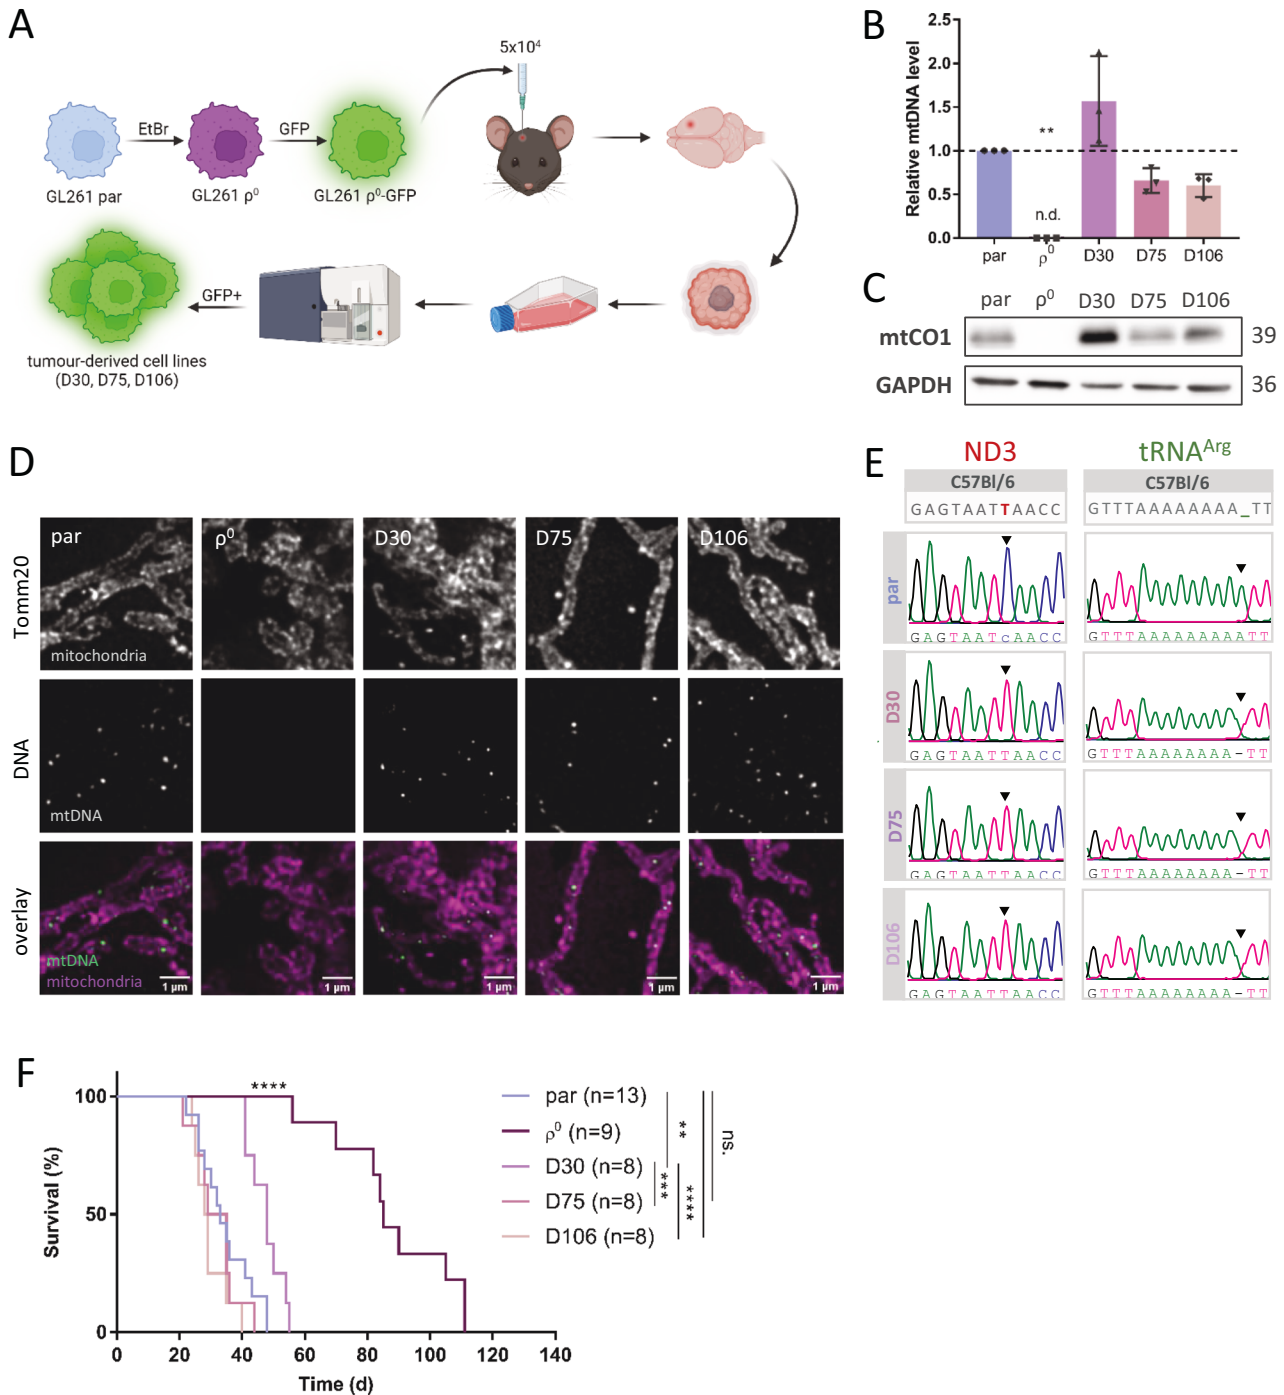 A
5x10⁴
EtBr
GFP
GL261 par
GL261 ρ⁰
GL261 ρ⁰-GFP
GFP+
tumour-derived cell lines
(D30, D75, D106)
B
Relative mtDNA level
2.5
2.0
1.5
1.0
0.5
0.0
**
n.d.
par
ρ⁰
D30
D75
D106
C
par
ρ⁰
D30
D75
D106
mtCO1
39
GAPDH
36
D
par
ρ⁰
D30
D75
D106
Tomm20
mitochondria
DNA
mtDNA
overlay
mtDNA
mitochondria
1 µm
1 µm
1 µm
1 µm
1 µm
E
ND3
tRNAᴬʳᵍ
C57Bl/6
C57Bl/6
GAGTAATTAACC
GTTTAAAAAAAAA_TT
par
GAGTAATCAACC
GTTTAAAAAAAAATT
D30
GAGTAATTAACC
GTTTAAAAAAAA-TT
D75
GAGTAATTAACC
GTTTAAAAAAAA-TT
D106
GAGTAATTAACC
GTTTAAAAAAAA-TT
F
Survival (%)
100
50
0
****
0
20
40
60
80
100
120
140
Time (d)
par (n=13)
ρ⁰ (n=9)
D30 (n=8)
D75 (n=8)
D106 (n=8)
**
***
****
ns.